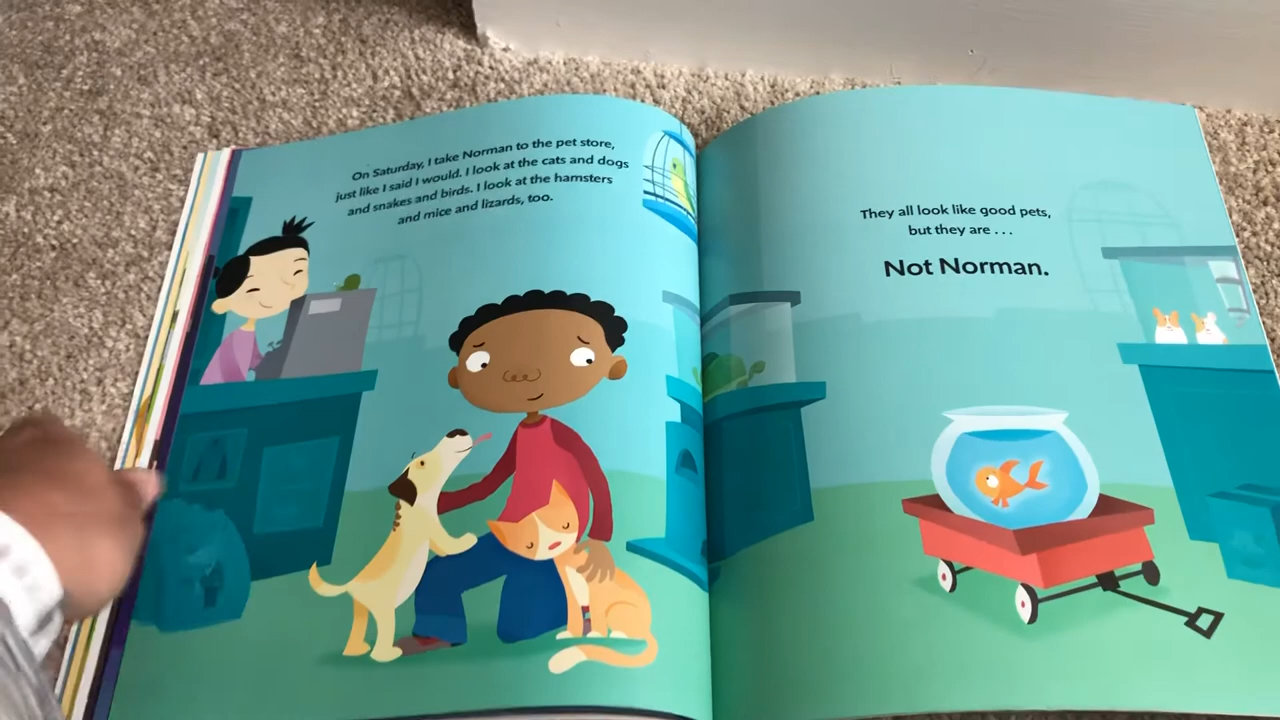 On Saturday, I take Norman to the pet store,
just like I said I would. I look at the cats and dogs
and snakes and birds. I look at the hamsters
and mice and lizards, too.
They all look like good pets,
but they are . . .
Not Norman.